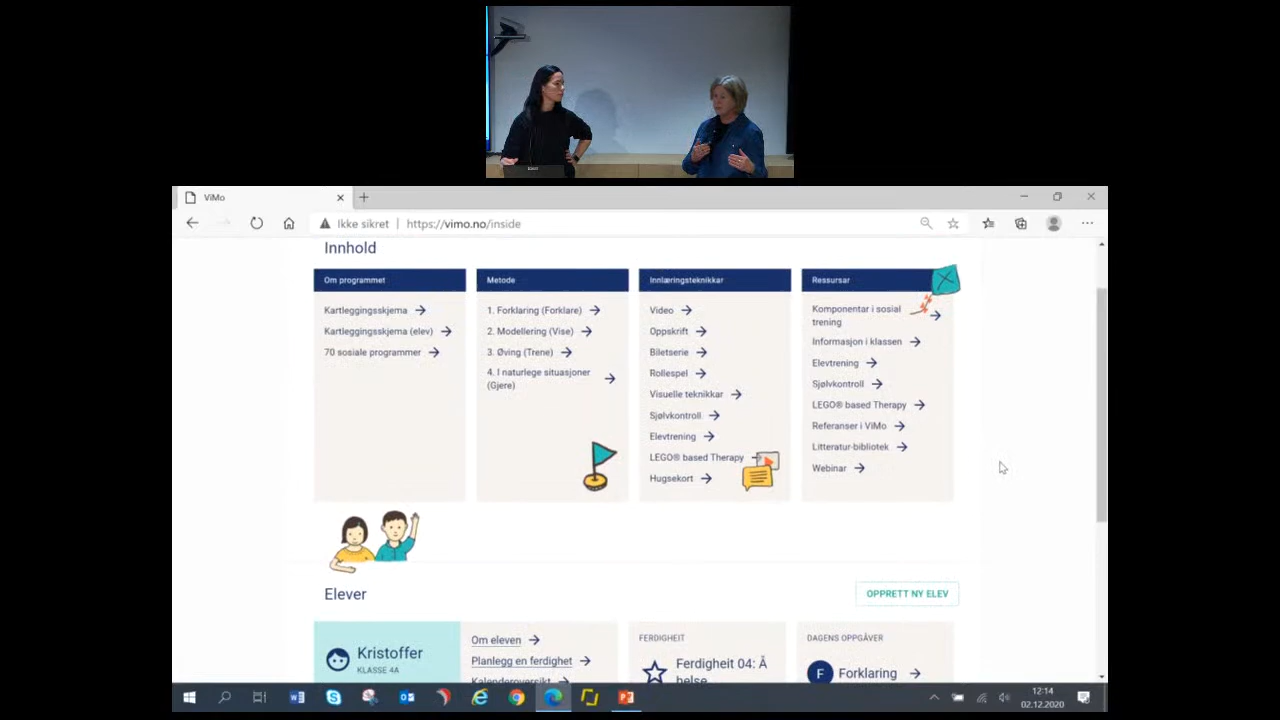 ViMo
Ikke sikret
https://vimo.no/inside
Innhold
Om programmet
Kartleggingsskjema
Kartleggingsskjema (elev)
70 sosiale programmer
Metode
1. Forklaring (Forklare)
2. Modellering (Vise)
3. Øving (Trene)
4. I naturlege situasjoner
(Gjere)
Innlæringsteknikkar
Video
Oppskrift
Biletserie
Rollespel
Visuelle teknikkar
Sjølvkontroll
Elevtrening
LEGO® based Therapy
Hugsekort
Ressursar
Komponentar i sosial
trening
Informasjon i klassen
Elevtrening
Sjølvkontroll
LEGO® based Therapy
Referanser i ViMo
Litteratur-bibliotek
Webinar
Elever
OPPRETT NY ELEV
Kristoffer
KLASSE 4A
Om eleven
Planlegg en ferdighet
Kalenderoversikt
FERDIGHEIT
Ferdigheit 04: Å
helse
DAGENS OPPGÅVER
F Forklaring
12:14
02.12.2020